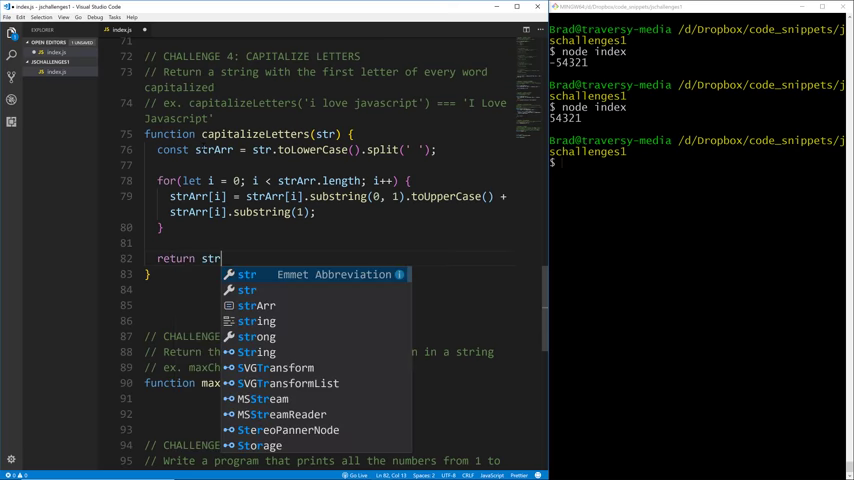 index.js - jschallenges1 - Visual Studio Code
File Edit Selection View Go Debug Tasks Help
EXPLORER
OPEN EDITORS 1 UNSAVED
JS index.js
JSCHALLENGES1
JS index.js
JS index.js
71
72 // CHALLENGE 4: CAPITALIZE LETTERS
73 // Return a string with the first letter of every word
capitalized
74 // ex. capitalizeLetters('i love javascript') === 'I Love
Javascript'
75 function capitalizeLetters(str) {
76 const strArr = str.toLowerCase().split(' ');
77
78 for(let i = 0; i < strArr.length; i++) {
79 strArr[i] = strArr[i].substring(0, 1).toUpperCase() +
strArr[i].substring(1);
80 }
81
82 return str
83 }
84
85
86
87 // CHALLENGE
88 // Return th n in a string
89 // ex. maxCh
90 function max
91
92
93
94 // CHALLENG
95 // Write a program that prints all the numbers from 1 to
str Emmet Abbreviation
str
strArr
string
strong
String
SVGTransform
SVGTransformList
MSStream
MSStreamReader
StereoPannerNode
Storage
0 0
Go Live Ln 82, Col 13 Spaces: 2 UTF-8 CRLF JavaScript Prettier
MINGW64:/d/Dropbox/code_snippets/jschallenges1
Brad@traversy-media /d/Dropbox/code_snippets/j
schallenges1
$ node index
-54321
Brad@traversy-media /d/Dropbox/code_snippets/j
schallenges1
$ node index
54321
Brad@traversy-media /d/Dropbox/code_snippets/j
schallenges1
$